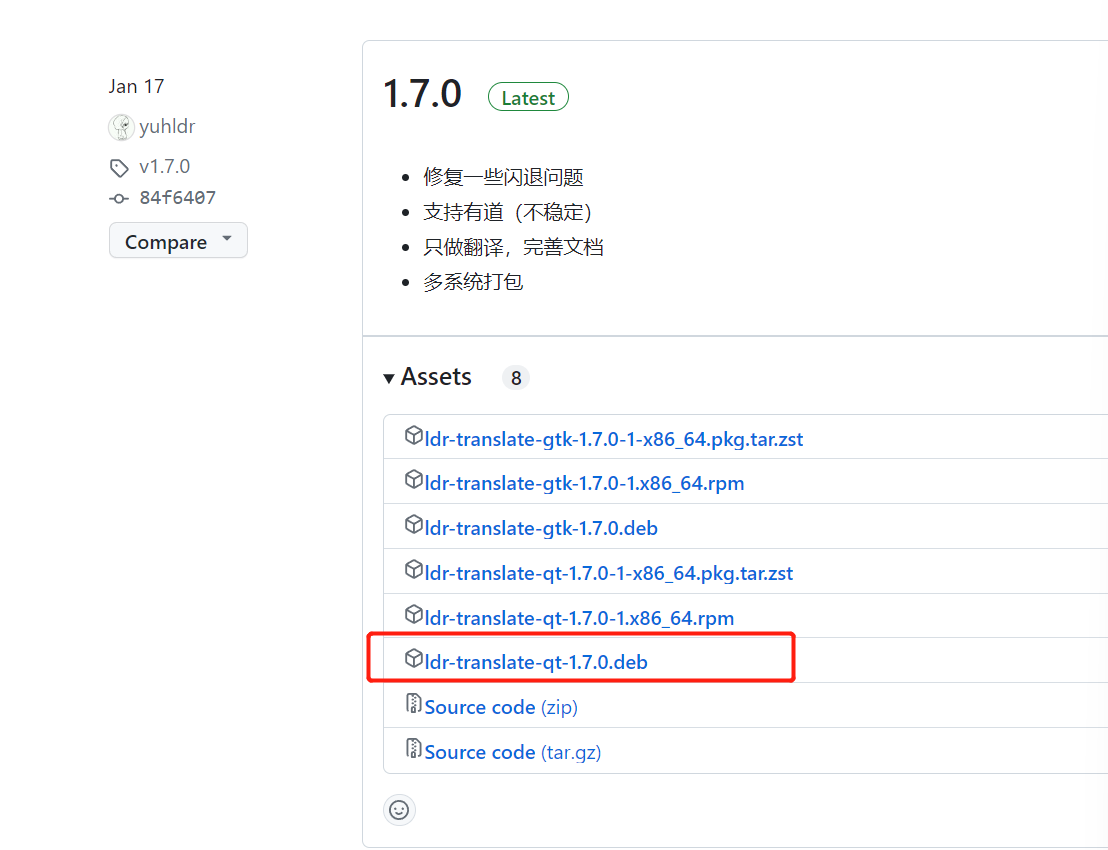 Jan 17
yuhldr
v1.7.0
84f6407
Compare
1.7.0 Latest
修复一些闪退问题
支持有道（不稳定）
只做翻译，完善文档
多系统打包
Assets 8
ldr-translate-gtk-1.7.0-1-x86_64.pkg.tar.zst
ldr-translate-gtk-1.7.0-1.x86_64.rpm
ldr-translate-gtk-1.7.0.deb
ldr-translate-qt-1.7.0-1-x86_64.pkg.tar.zst
ldr-translate-qt-1.7.0-1.x86_64.rpm
ldr-translate-qt-1.7.0.deb
Source code (zip)
Source code (tar.gz)